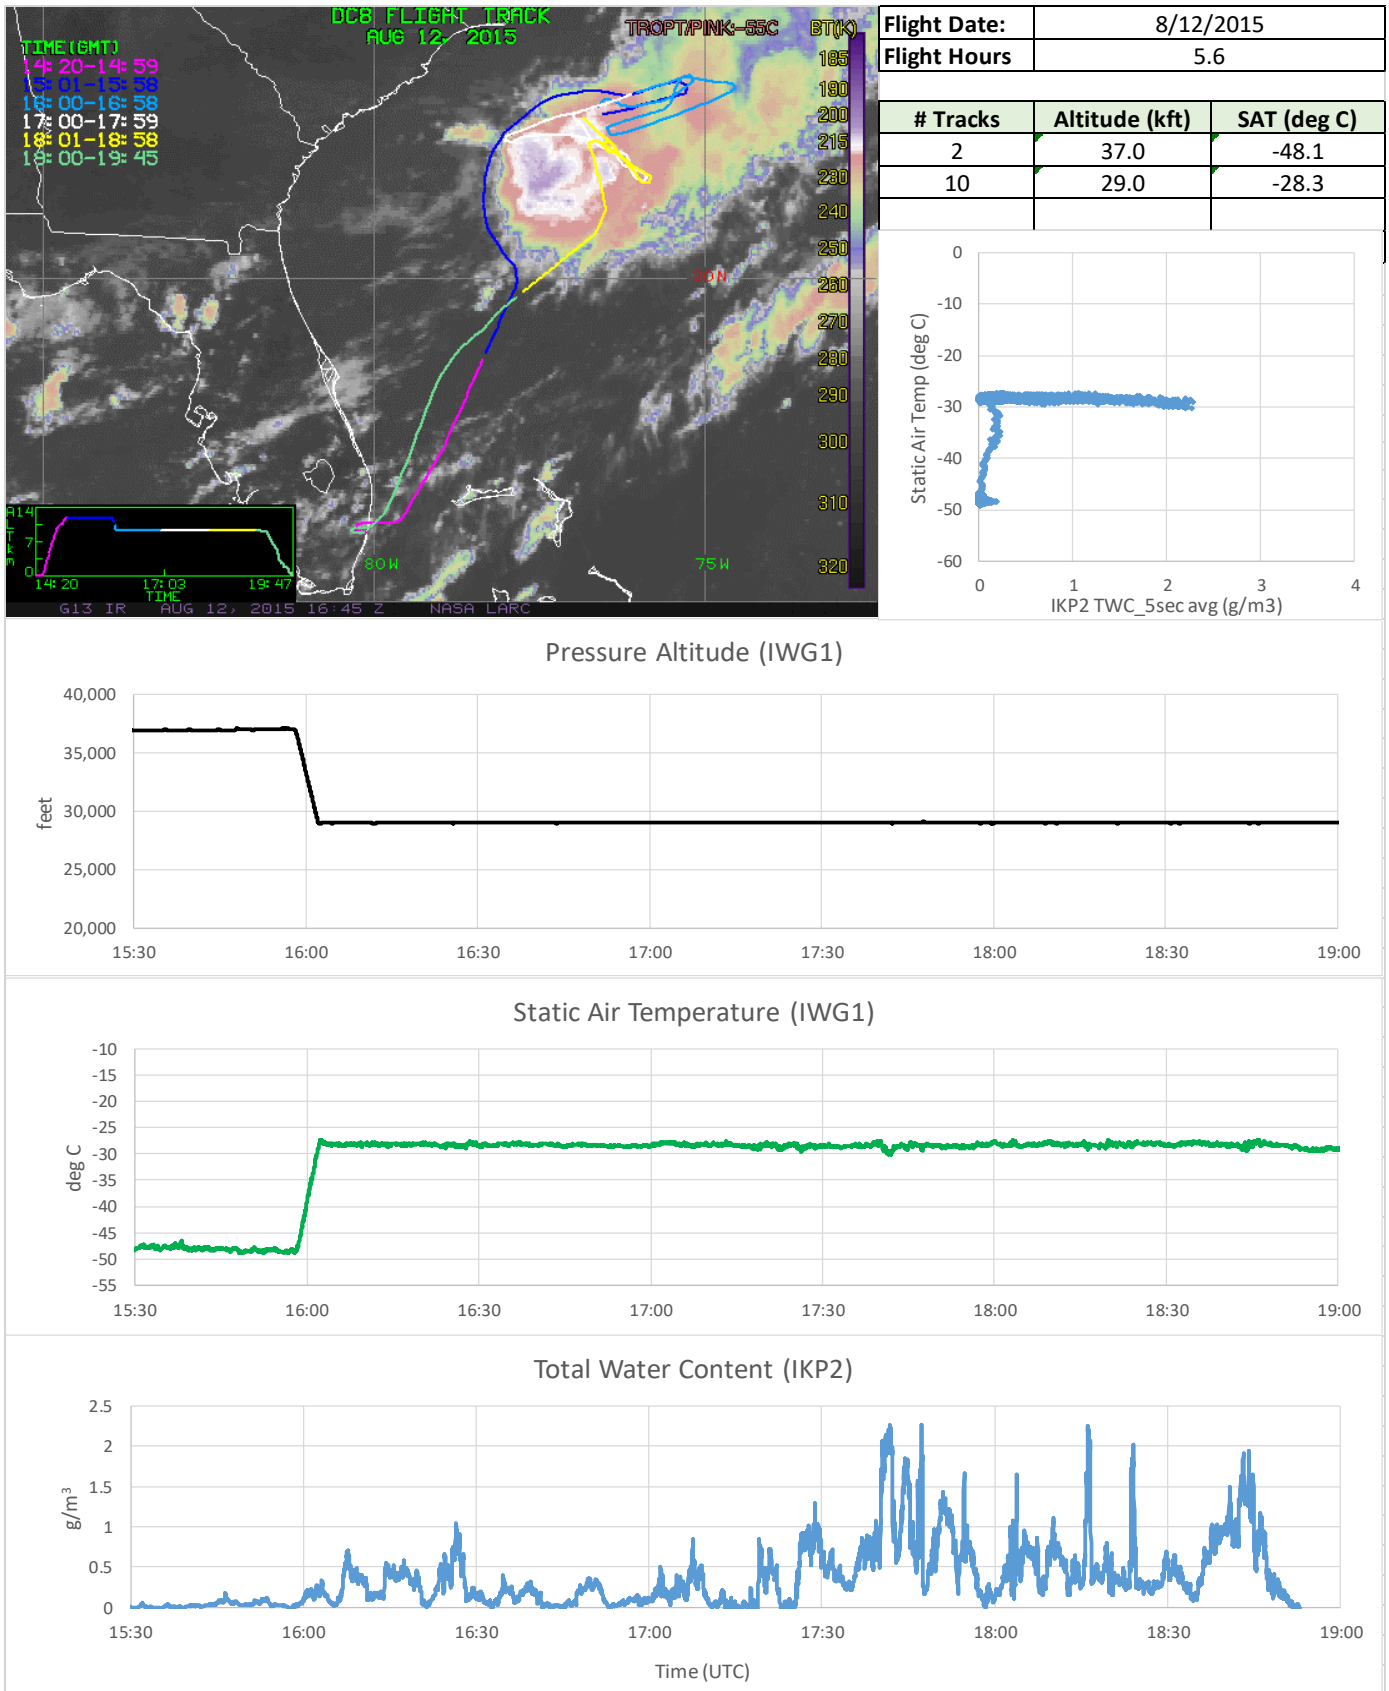 DC8 FLIGHT TRACK
AUG 12, 2015
TROPT/PINK:-55C
BT(K)
TIME(GMT)
14:20-14:59
15:01-15:58
16:00-16:58
17:00-17:59
18:01-18:58
19:00-19:45
185
190
200
215
230
240
250
260
270
280
290
300
310
320
30N
80W
75W
ALT km
14
7
0
14:20 17:03 19:47
TIME
G13 IR AUG 12, 2015 16:45 Z NASA LARC
Flight Date: 8/12/2015
Flight Hours 5.6
# Tracks Altitude (kft) SAT (deg C)
2 37.0 -48.1
10 29.0 -28.3
Static Air Temp (deg C)
0
-10
-20
-30
-40
-50
-60
0 1 2 3 4
IKP2 TWC_5sec avg (g/m3)
Pressure Altitude (IWG1)
feet
40,000
35,000
30,000
25,000
20,000
15:30 16:00 16:30 17:00 17:30 18:00 18:30 19:00
Static Air Temperature (IWG1)
deg C
-10
-15
-20
-25
-30
-35
-40
-45
-50
-55
15:30 16:00 16:30 17:00 17:30 18:00 18:30 19:00
Total Water Content (IKP2)
g/m³
2.5
2
1.5
1
0.5
0
15:30 16:00 16:30 17:00 17:30 18:00 18:30 19:00
Time (UTC)